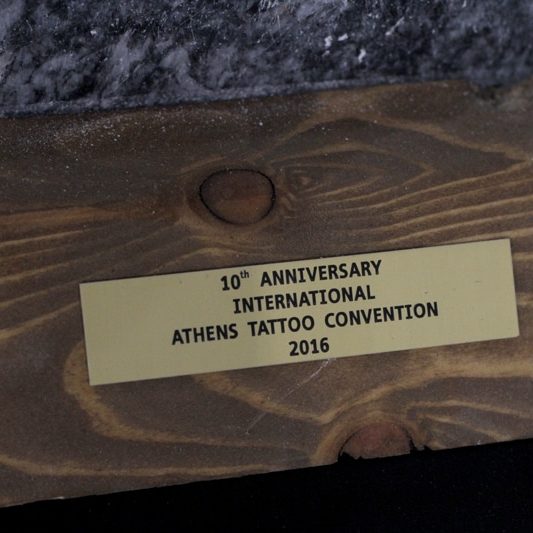 10th ANNIVERSARY
INTERNATIONAL
ATHENS TATTOO CONVENTION
2016